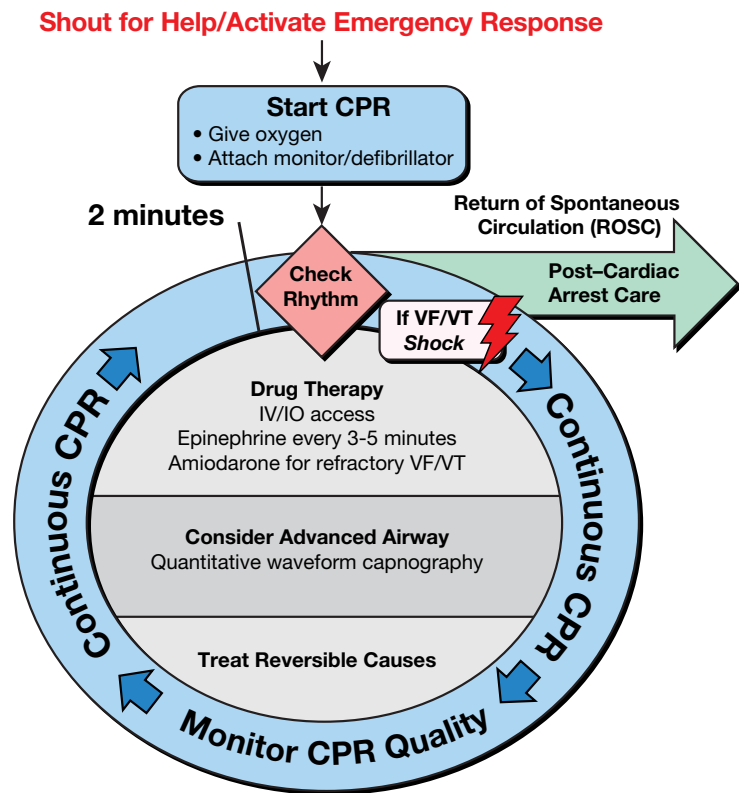 Shout for Help/Activate Emergency Response
Start CPR
• Give oxygen
• Attach monitor/defibrillator
2 minutes
Return of Spontaneous
Circulation (ROSC)
Check
Rhythm
Post–Cardiac
Arrest Care
If VF/VT
Shock
Drug Therapy
IV/IO access
Epinephrine every 3-5 minutes
Amiodarone for refractory VF/VT
Consider Advanced Airway
Quantitative waveform capnography
Treat Reversible Causes
Continuous CPR
Monitor CPR Quality
Continuous CPR